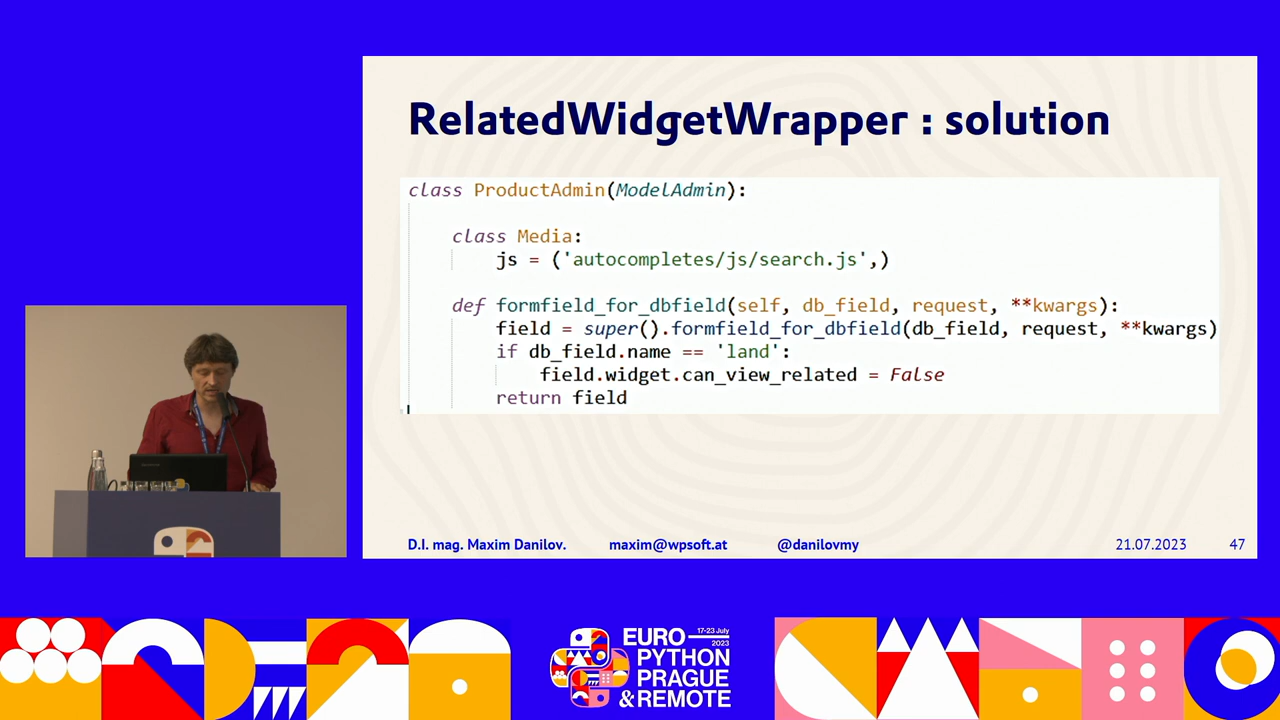 RelatedWidgetWrapper : solution
class ProductAdmin(ModelAdmin):
class Media:
js = ('autocompletes/js/search.js',)
def formfield_for_dbfield(self, db_field, request, **kwargs):
field = super().formfield_for_dbfield(db_field, request, **kwargs)
if db_field.name == 'land':
field.widget.can_view_related = False
return field
D.I. mag. Maxim Danilov.
maxim@wpsoft.at
@danilovmy
21.07.2023
47
EURO
17-23 July
2023
PYTHON
PRAGUE
& REMOTE